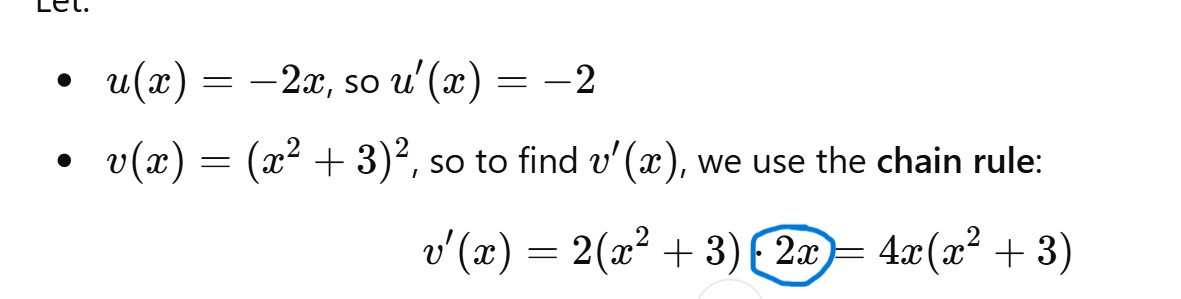 Let:
• u(x) = −2x, so u′(x) = −2
• v(x) = (x² + 3)², so to find v′(x), we use the chain rule:
v′(x) = 2(x² + 3) · 2x = 4x(x² + 3)